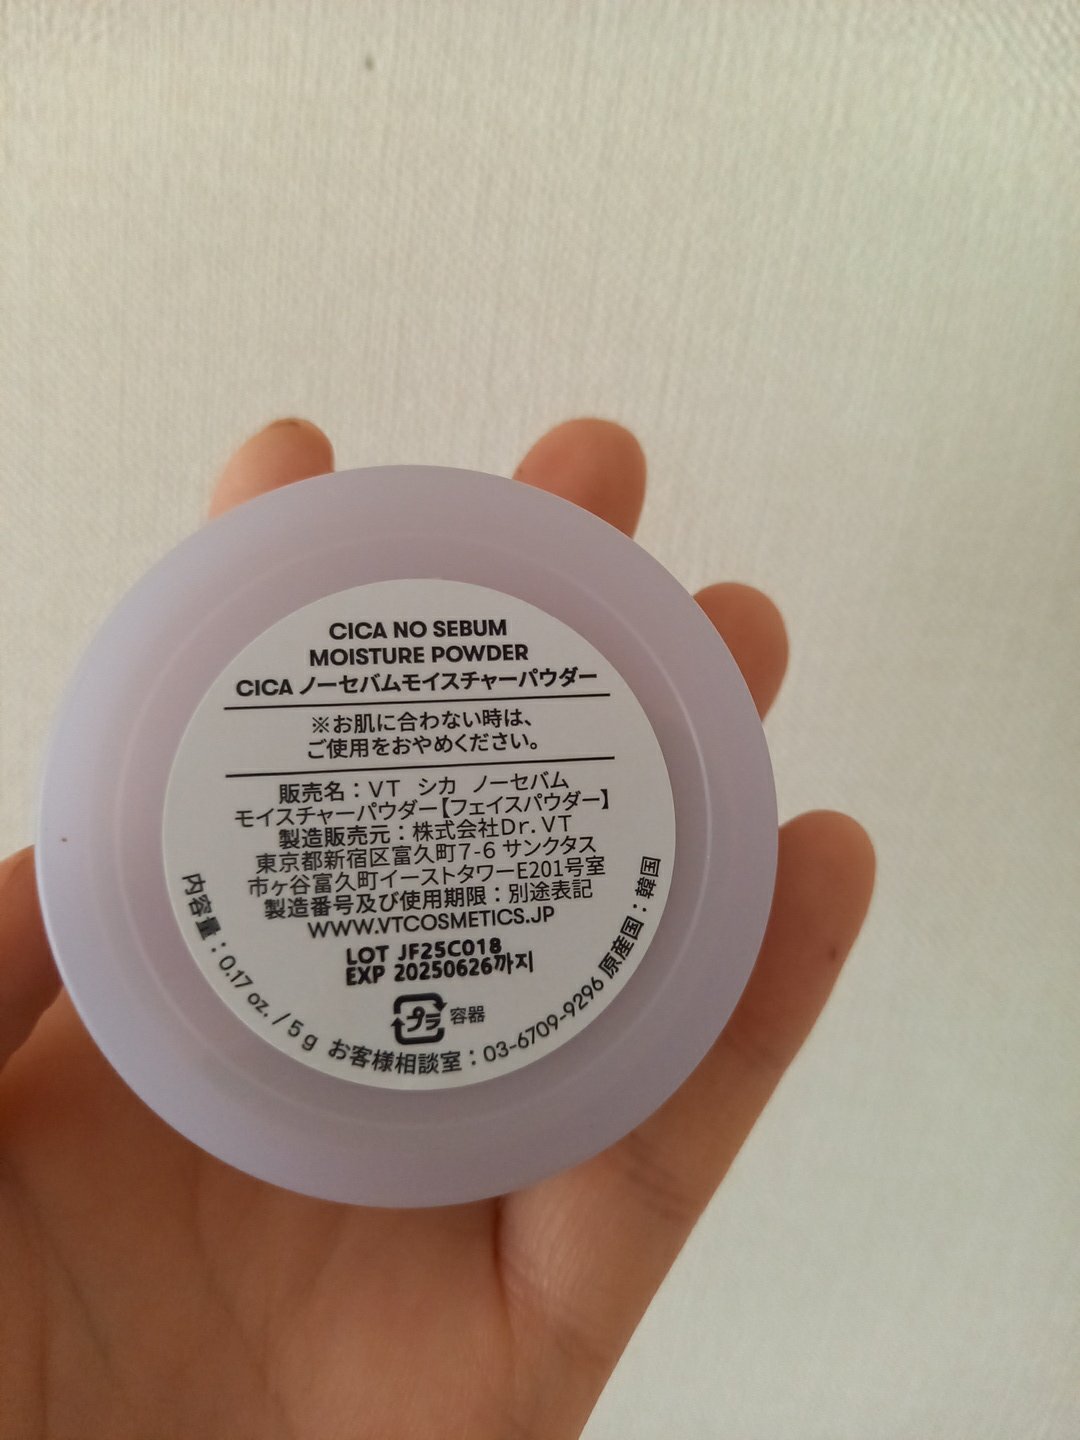 CICA NO SEBUM
MOISTURE POWDER
CICA ノーセバムモイスチャーパウダー
※お肌に合わない時は、
ご使用をおやめください。
販売名：VT シカ ノーセバム
モイスチャーパウダー【フェイスパウダー】
製造販売元：株式会社Dr.VT
東京都新宿区富久町7-6 サンクタス
市ヶ谷富久町イーストタワーE201号室
製造番号及び使用期限：別途表記
WWW.VTCOSMETICS.JP
LOT JF25C018
EXP 20250626까지
プラ 容器
内容量：0.17 oz. / 5 g お客様相談室：03-6709-9296 原産国：韓国